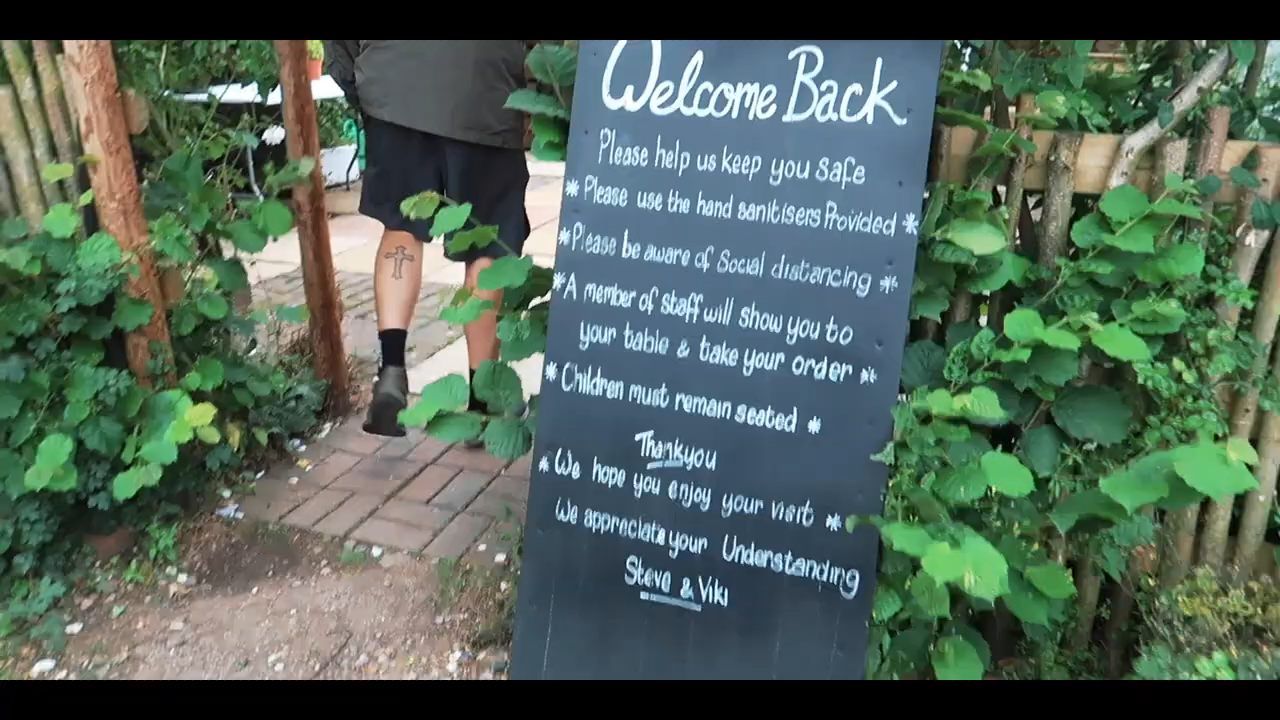 Welcome Back
Please help us keep you safe
* Please use the hand sanitisers Provided *
*Please be aware of Social distancing *
*A member of staff will show you to
your table & take your order *
* Children must remain seated *
Thankyou
*We hope you enjoy your visit *
We appreciate your Understanding
Steve & Viki